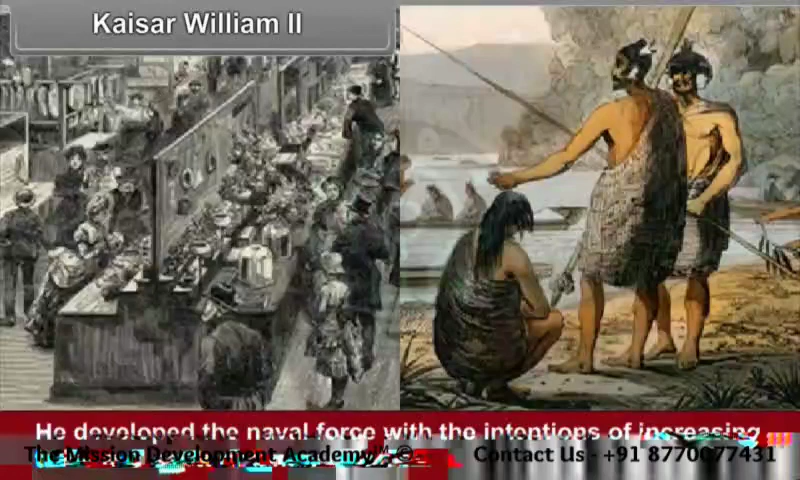 Kaisar William II
He developed the naval force with the intentions of increasing
The Mission Development Academy™ ©
Contact Us - +91 8770077431